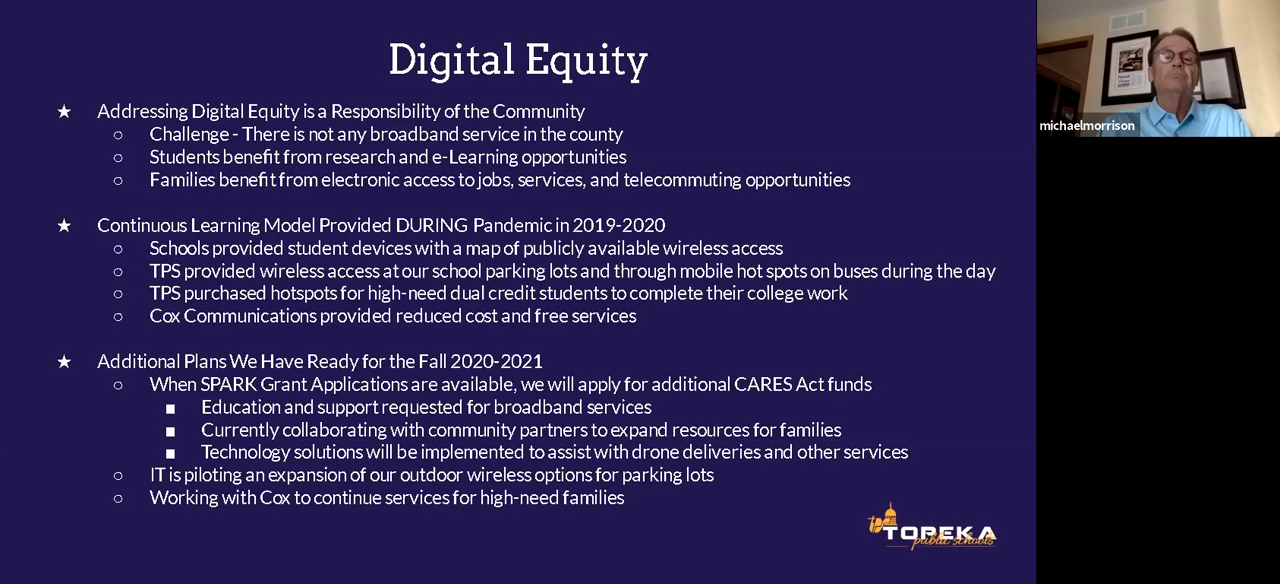 Digital Equity
★ Addressing Digital Equity is a Responsibility of the Community
○ Challenge - There is not any broadband service in the county
○ Students benefit from research and e-Learning opportunities
○ Families benefit from electronic access to jobs, services, and telecommuting opportunities
★ Continuous Learning Model Provided DURING Pandemic in 2019-2020
○ Schools provided student devices with a map of publicly available wireless access
○ TPS provided wireless access at our school parking lots and through mobile hot spots on buses during the day
○ TPS purchased hotspots for high-need dual credit students to complete their college work
○ Cox Communications provided reduced cost and free services
★ Additional Plans We Have Ready for the Fall 2020-2021
○ When SPARK Grant Applications are available, we will apply for additional CARES Act funds
■ Education and support requested for broadband services
■ Currently collaborating with community partners to expand resources for families
■ Technology solutions will be implemented to assist with drone deliveries and other services
○ IT is piloting an expansion of our outdoor wireless options for parking lots
○ Working with Cox to continue services for high-need families
TOPEKA
public schools
michaelmorrison